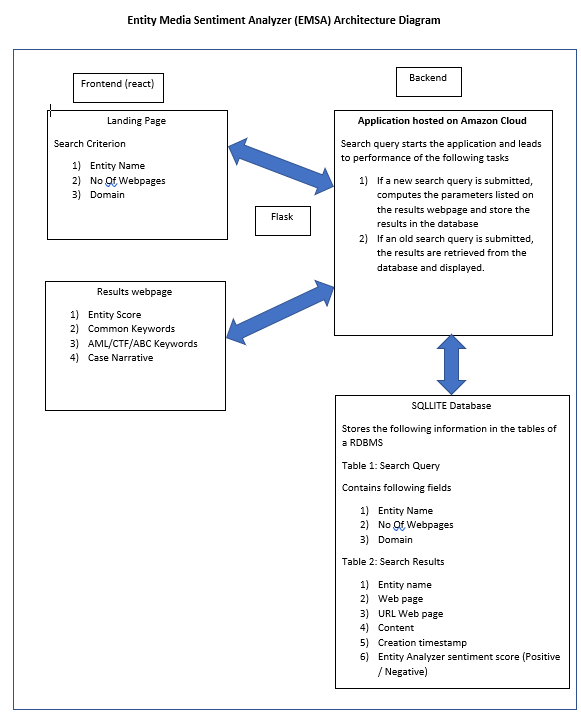 Entity Media Sentiment Analyzer (EMSA) Architecture Diagram
Frontend (react)
Backend
Landing Page
Search Criterion
1) Entity Name
2) No Of Webpages
3) Domain
Application hosted on Amazon Cloud
Search query starts the application and leads
to performance of the following tasks
1) If a new search query is submitted,
computes the parameters listed on
the results webpage and store the
results in the database
2) If an old search query is submitted,
the results are retrieved from the
database and displayed.
Flask
Results webpage
1) Entity Score
2) Common Keywords
3) AML/CTF/ABC Keywords
4) Case Narrative
SQLLITE Database
Stores the following information in the tables of
a RDBMS
Table 1: Search Query
Contains following fields
1) Entity Name
2) No Of Webpages
3) Domain
Table 2: Search Results
1) Entity name
2) Web page
3) URL Web page
4) Content
5) Creation timestamp
6) Entity Analyzer sentiment score (Positive
/ Negative)